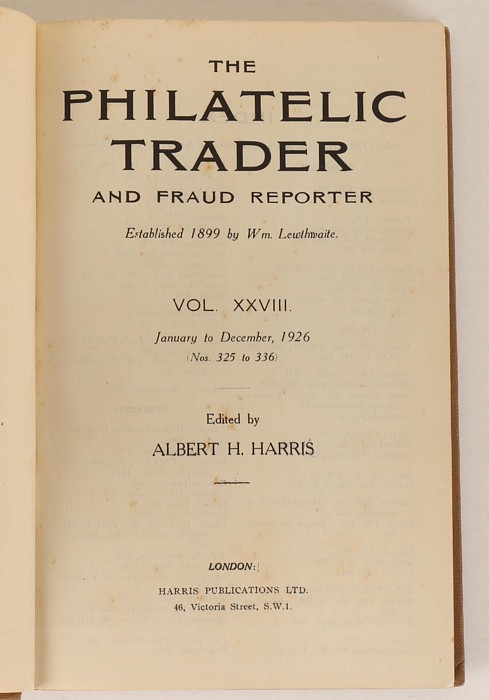 THE
PHILATELIC
TRADER
AND FRAUD REPORTER
Established 1899 by Wm. Lewthwaite.
VOL. XXVIII.
January to December, 1926
(Nos. 325 to 336)
Edited by
ALBERT H. HARRIS
LONDON:
HARRIS PUBLICATIONS LTD.
46, Victoria Street, S.W.1.